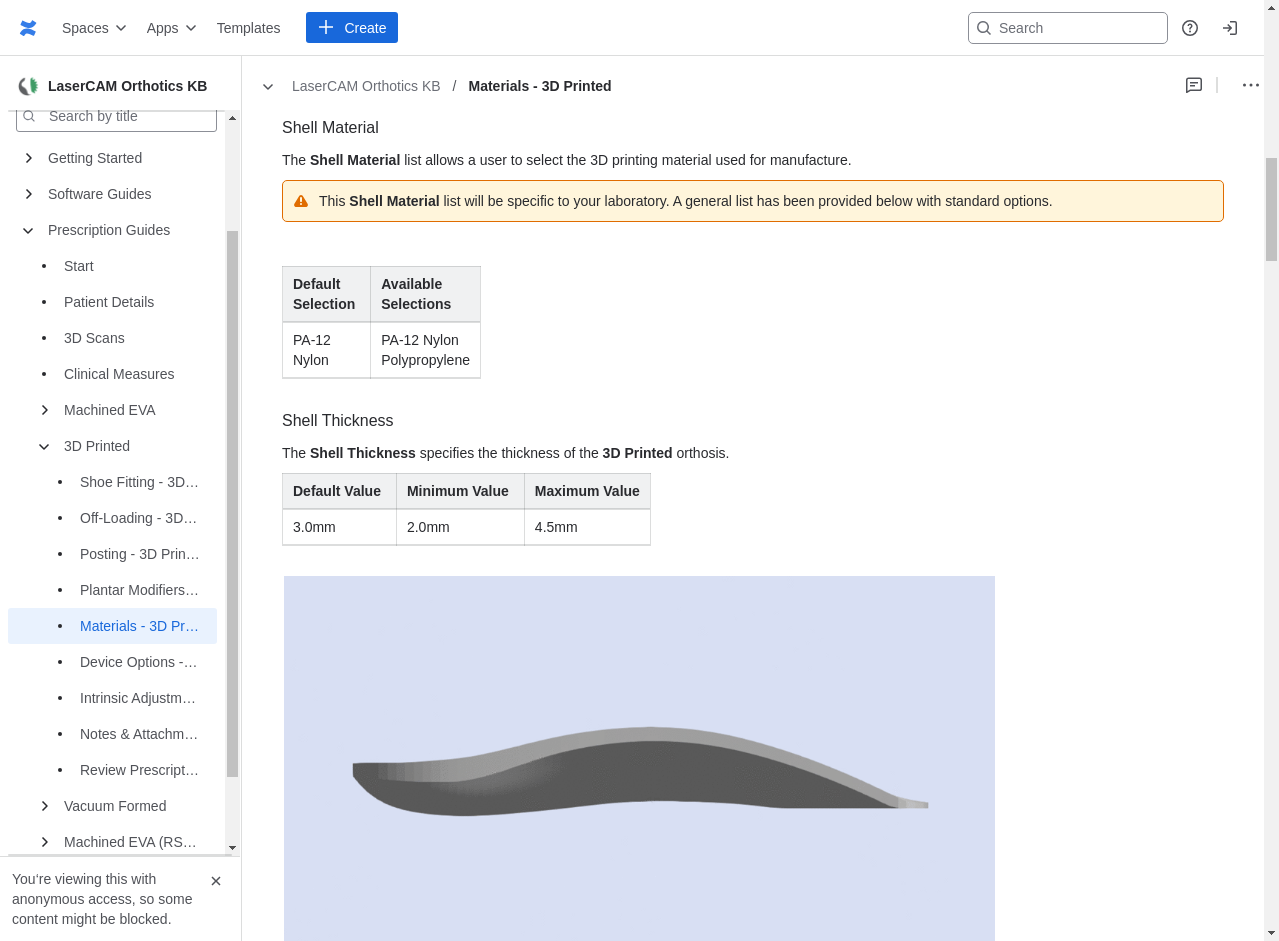 Spaces
Apps
Templates
Create
Search
LaserCAM Orthotics KB
Search by title
Getting Started
Software Guides
Prescription Guides
Start
Patient Details
3D Scans
Clinical Measures
Machined EVA
3D Printed
Shoe Fitting - 3D…
Off-Loading - 3D…
Posting - 3D Prin…
Plantar Modifiers…
Materials - 3D Pr…
Device Options -…
Intrinsic Adjustm…
Notes & Attachm…
Review Prescript…
Vacuum Formed
Machined EVA (RS…
You‘re viewing this with
anonymous access, so some
content might be blocked.
LaserCAM Orthotics KB / Materials - 3D Printed
Shell Material
The Shell Material list allows a user to select the 3D printing material used for manufacture.
This Shell Material list will be specific to your laboratory. A general list has been provided below with standard options.
Default Selection
Available Selections
PA-12 Nylon
PA-12 Nylon
Polypropylene
Shell Thickness
The Shell Thickness specifies the thickness of the 3D Printed orthosis.
Default Value Minimum Value Maximum Value
3.0mm 2.0mm 4.5mm